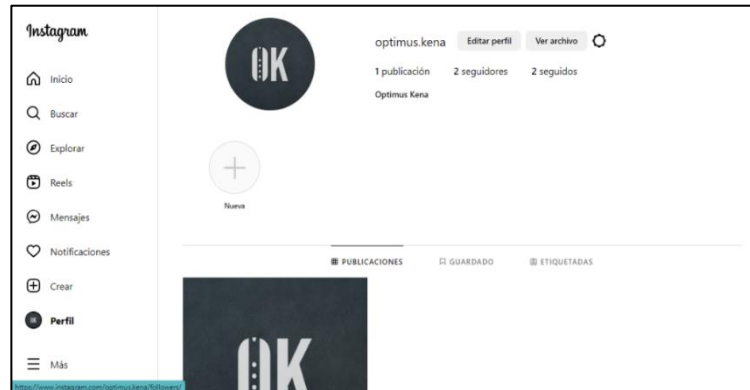 Instagram
Inicio
Buscar
Explorar
Reels
Mensajes
Notificaciones
Crear
Perfil
Más
https://www.instagram.com/optimus.kena/followers/
OK
optimus.kena Editar perfil Ver archivo
1 publicación 2 seguidores 2 seguidos
Optimus Kena
Nueva
PUBLICACIONES GUARDADO ETIQUETADAS
OK